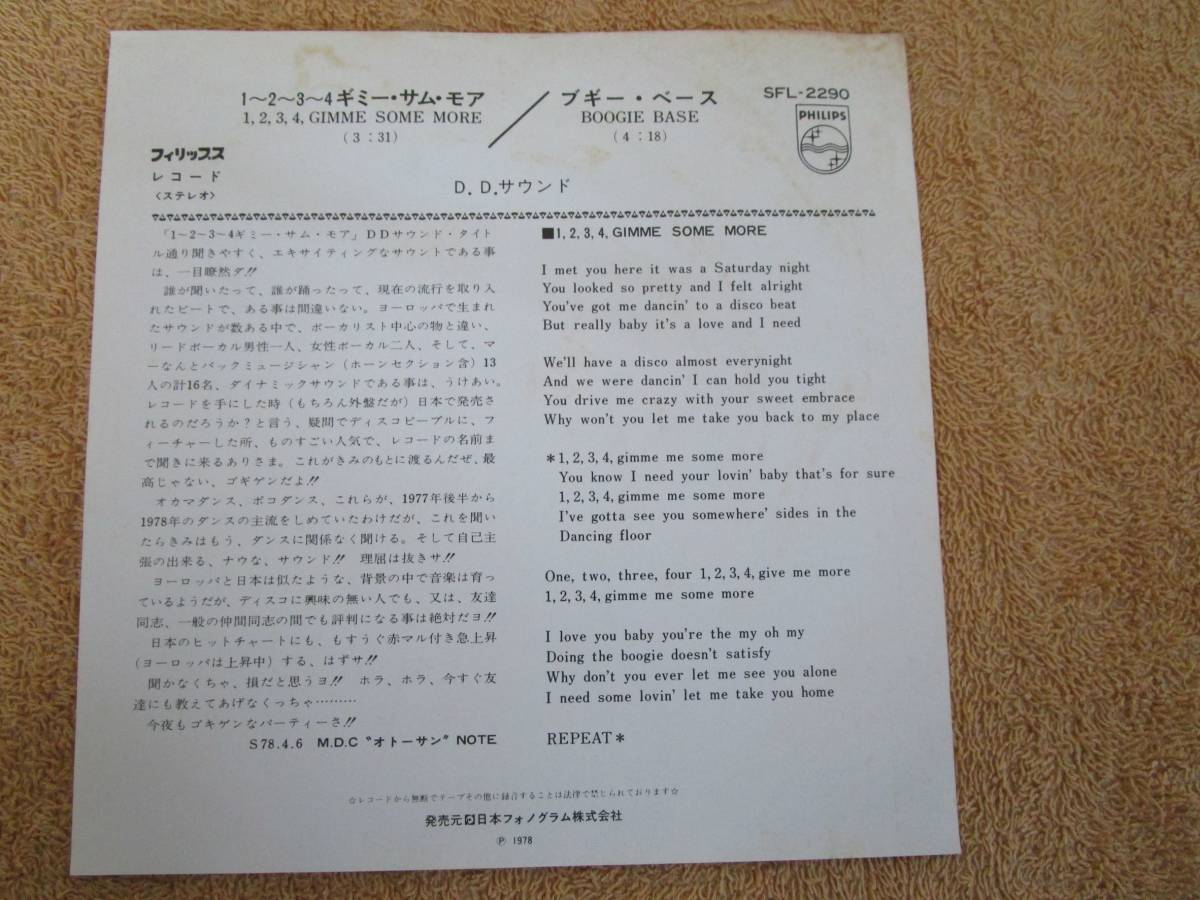 1〜2〜3〜4ギミー・サム・モア
1, 2, 3, 4, GIMME SOME MORE
(3：31)
／
ブギー・ベース
BOOGIE BASE
(4：18)
SFL-2290
PHILIPS
フィリップス
レコード
〈ステレオ〉
D. D.サウンド
「1〜2〜3〜4ギミー・サム・モア」DDサウンド・タイト
ル通り聞きやすく、エキサイティングなサウントである事
は、一目瞭然ダ!!
誰が聞いたって、誰が踊ったって、現在の流行を取り入
れたビートで、ある事は間違いない。ヨーロッパで生まれ
たサウンドが数ある中で、ボーカリスト中心の物と違い、
リードボーカル男性一人、女性ボーカル二人、そして、マ
ーなんとバックミュージシャン（ホーンセクション含）13
人の計16名、ダイナミックサウンドである事は、うけあい。
レコードを手にした時（もちろん外盤だが）日本で発売さ
れるのだろうか？と言う、疑問でディスコピープルに、フ
ィーチャーした所、ものすごい人気で、レコードの名前ま
で聞きに来るありさま。これがきみのもとに渡るんだぜ、最
高じゃない、ゴギゲンだよ!!
オカマダンス、ボコダンス、これらが、1977年後半から
1978年のダンスの主流をしめていたわけだが、これを聞い
たらきみはもう、ダンスに関係なく聞ける。そして自己主
張の出来る、ナウな、サウンド!! 理屈は抜きサ!!
ヨーロッパと日本は似たような、背景の中で音楽は育っ
ているようだが、ディスコに興味の無い人でも、又は、友達
同志、一般の仲間同志の間でも評判になる事は絶対だヨ!!
日本のヒットチャートにも、もすうぐ赤マル付き急上昇
(ヨーロッパは上昇中）する、はずサ!!
聞かなくちゃ、損だと思うヨ!! ホラ、ホラ、今すぐ友
達にも教えてあげなくっちゃ………
今夜もゴキゲンなパーティーさ!!
S78.4.6 M.D.C “オトーサン” NOTE
■1, 2, 3, 4, GIMME SOME MORE
I met you here it was a Saturday night
You looked so pretty and I felt alright
You've got me dancin' to a disco beat
But really baby it's a love and I need
We'll have a disco almost everynight
And we were dancin' I can hold you tight
You drive me crazy with your sweet embrace
Why won't you let me take you back to my place
*1, 2, 3, 4, gimme me some more
You know I need your lovin' baby that's for sure
1, 2, 3, 4, gimme me some more
I've gotta see you somewhere' sides in the
Dancing floor
One, two, three, four 1, 2, 3, 4, give me more
1, 2, 3, 4, gimme me some more
I love you baby you're the my oh my
Doing the boogie doesn't satisfy
Why don't you ever let me see you alone
I need some lovin' let me take you home
REPEAT*
☆レコードから無断でテープその他に録音することは法律で禁じられております☆
発売元 日本フォノグラム株式会社
Ⓟ 1978